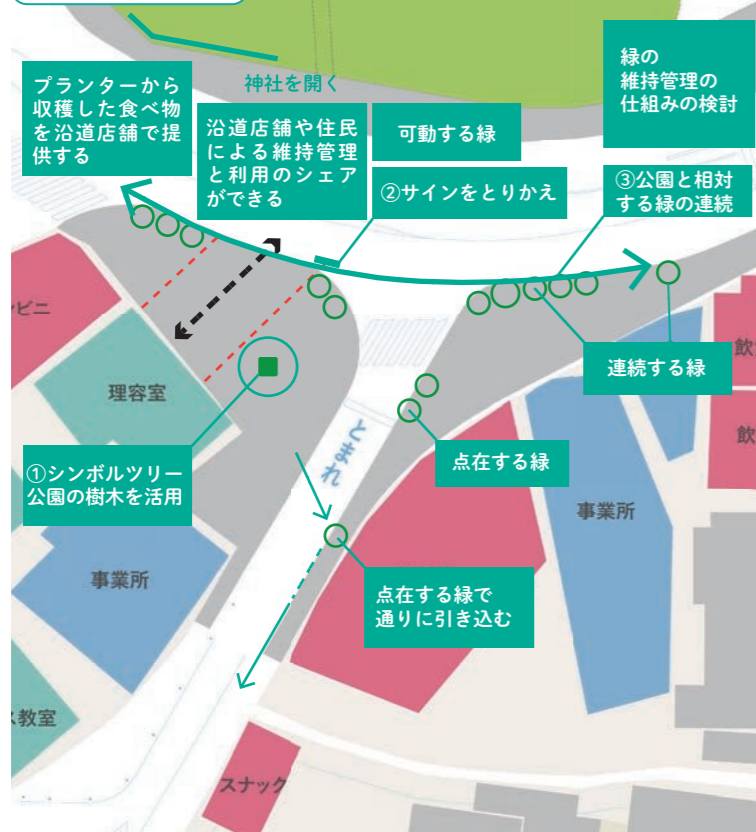 緑の
維持管理の
仕組みの検討
神社を開く
プランターから
収穫した食べ物
を沿道店舗で提
供する
沿道店舗や住民
による維持管理
と利用のシェア
ができる
可動する緑
②サインをとりかえ
③公園と相対
する緑の連続
ビニ
理容室
連続する緑
飲
飲
とまれ
点在する緑
①シンボルツリー
公園の樹木を活用
事業所
事業所
点在する緑で
通りに引き込む
教室
スナック